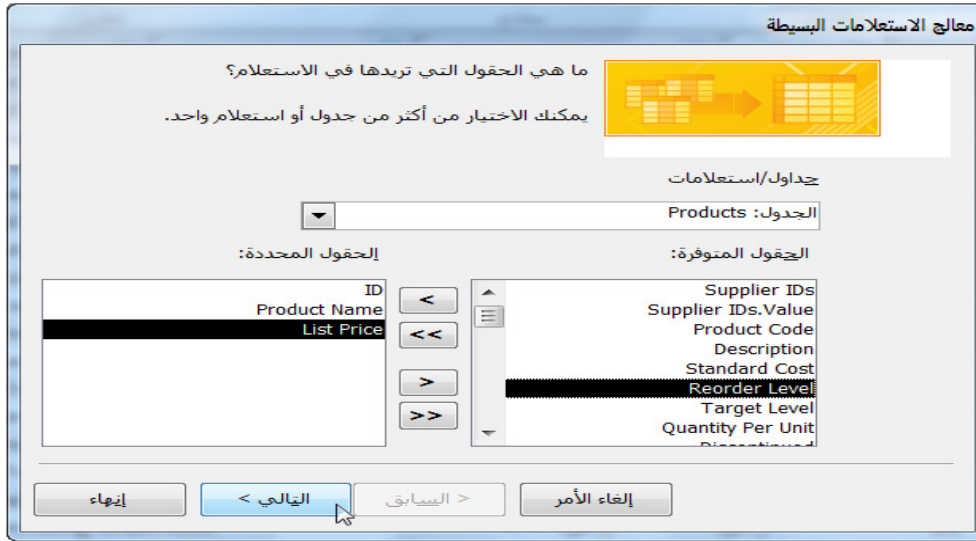 معالج الاستعلامات البسيطة
ما هي الحقول التي تريدها في الاستعلام؟
يمكنك الاختيار من أكثر من جدول أو استعلام واحد.
جداول/استعلامات
الجدول: Products
الحقول المتوفرة:
Supplier IDs
Supplier IDs.Value
Product Code
Description
Standard Cost
Reorder Level
Target Level
Quantity Per Unit
Discontinued
<
<<
>
>>
الحقول المحددة:
ID
Product Name
List Price
إلغاء الأمر
< السابق
التالي >
إنهاء